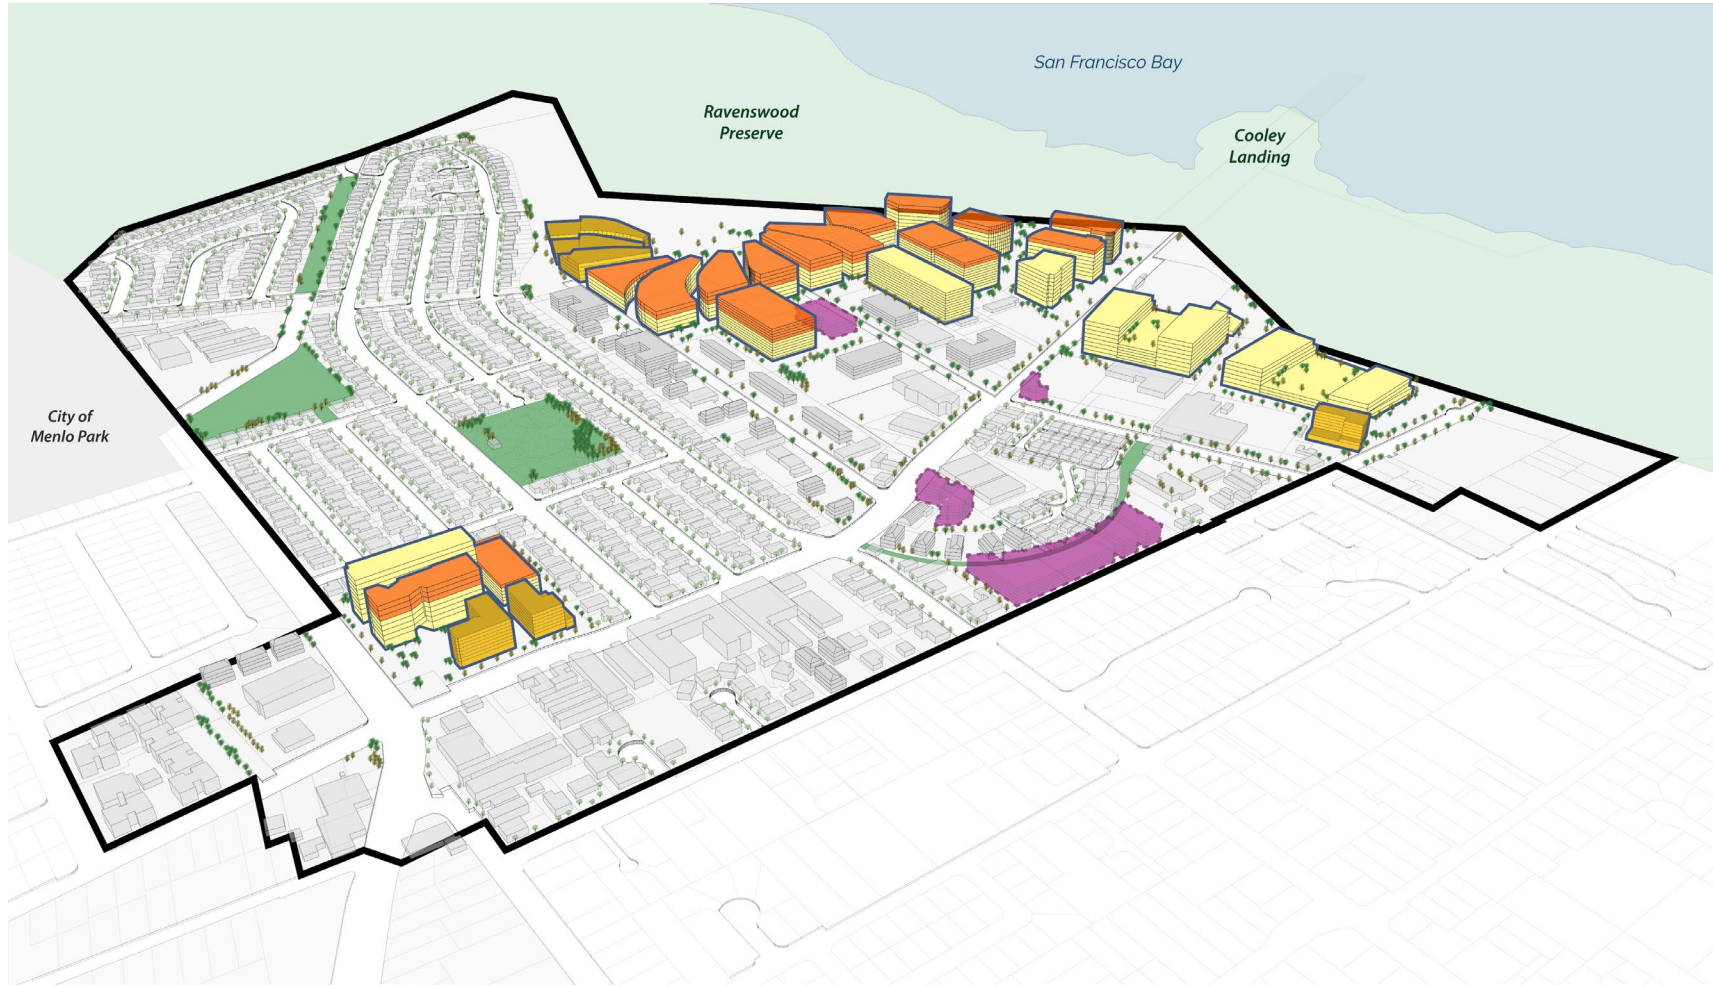 San Francisco Bay
Ravenswood
Preserve
Cooley
Landing
City of
Menlo Park